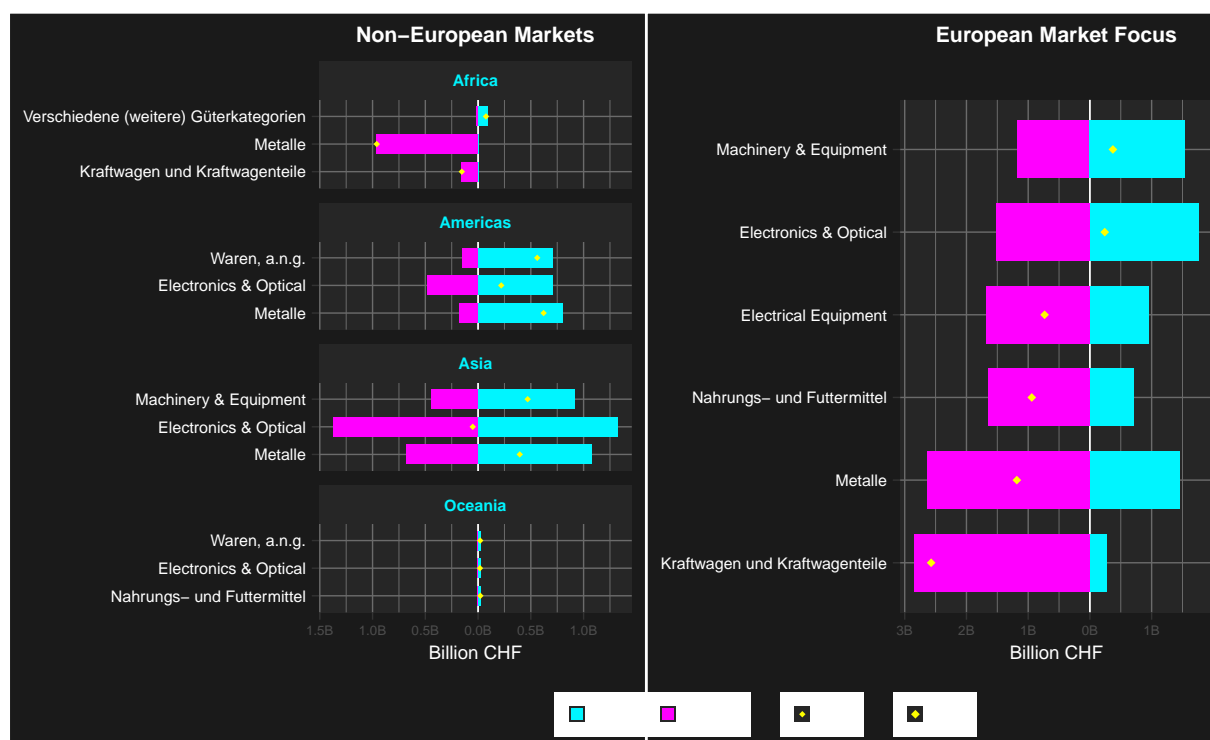 Non−European Markets
Africa
Verschiedene (weitere) Güterkategorien
Metalle
Kraftwagen und Kraftwagenteile
Americas
Waren, a.n.g.
Electronics & Optical
Metalle
Asia
Machinery & Equipment
Electronics & Optical
Metalle
Oceania
Waren, a.n.g.
Electronics & Optical
Nahrungs− und Futtermittel
1.5B 1.0B 0.5B 0.0B 0.5B 1.0B
Billion CHF
European Market Focus
Machinery & Equipment
Electronics & Optical
Electrical Equipment
Nahrungs− und Futtermittel
Metalle
Kraftwagen und Kraftwagenteile
3B 2B 1B 0B 1B
Billion CHF